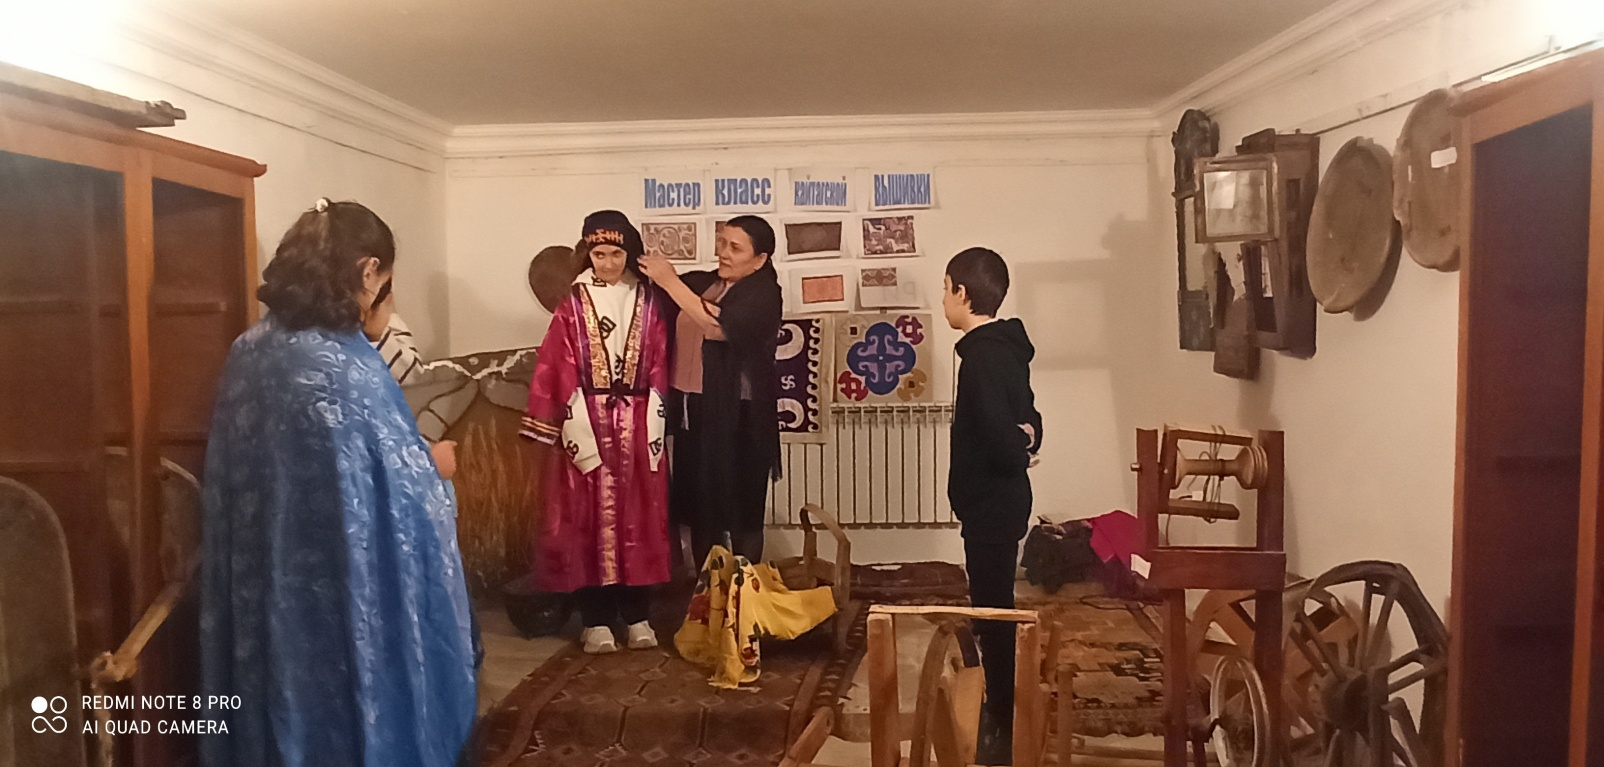 Мастер класс кайтагской вышивки
REDMI NOTE 8 PRO
AI QUAD CAMERA